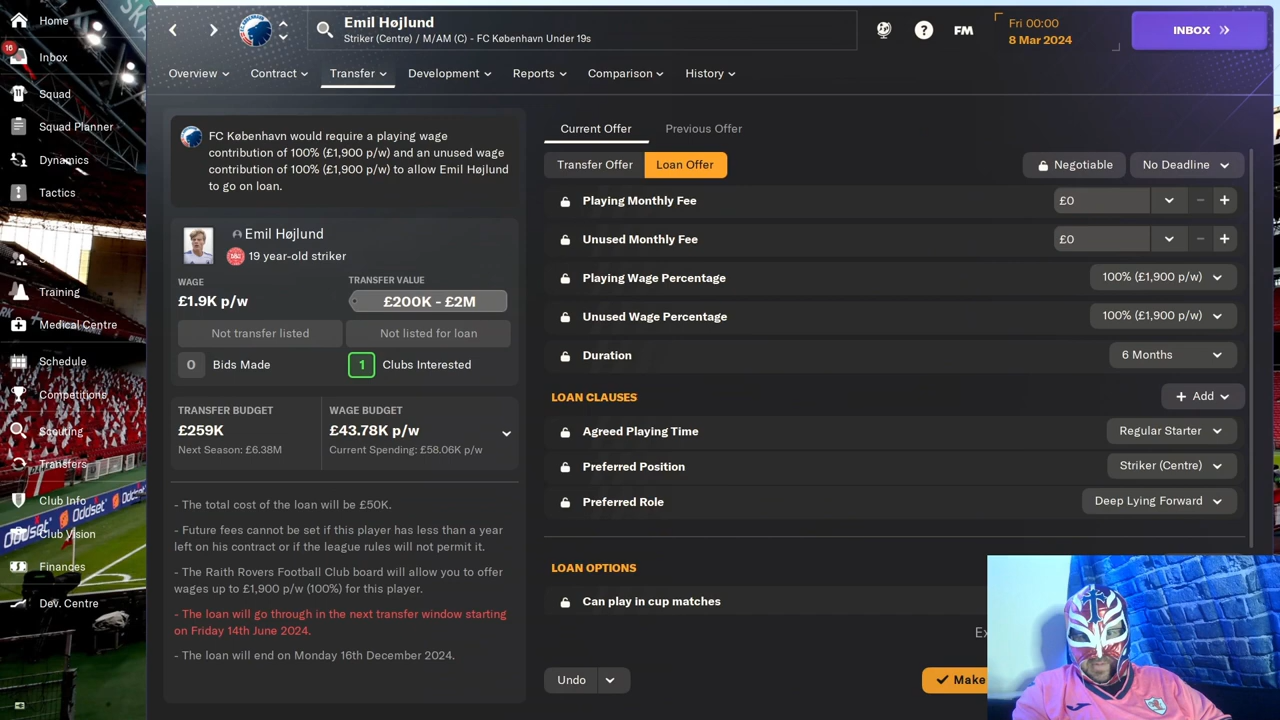 Home
16
Inbox
Squad
Squad Planner
Dynamics
Tactics
Training
Medical Centre
Schedule
Competitions
Scouting
Transfers
Club Info
Club Vision
Finances
Dev. Centre
Emil Højlund
Striker (Centre) / M/AM (C) - FC København Under 19s
?
FM
Fri 00:00
8 Mar 2024
INBOX
Overview
Contract
Transfer
Development
Reports
Comparison
History
FC København would require a playing wage
contribution of 100% (£1,900 p/w) and an unused wage
contribution of 100% (£1,900 p/w) to allow Emil Højlund
to go on loan.
Emil Højlund
19 year-old striker
WAGE
£1.9K p/w
TRANSFER VALUE
£200K - £2M
Not transfer listed
Not listed for loan
0 Bids Made
1 Clubs Interested
TRANSFER BUDGET
£259K
Next Season: £6.38M
WAGE BUDGET
£43.78K p/w
Current Spending: £58.06K p/w
- The total cost of the loan will be £50K.
- Future fees cannot be set if this player has less than a year
left on his contract or if the league rules will not permit it.
- The Raith Rovers Football Club board will allow you to offer
wages up to £1,900 p/w (100%) for this player.
- The loan will go through in the next transfer window starting
on Friday 14th June 2024.
- The loan will end on Monday 16th December 2024.
Current Offer
Previous Offer
Transfer Offer
Loan Offer
Negotiable
No Deadline
Playing Monthly Fee £0
Unused Monthly Fee £0
Playing Wage Percentage 100% (£1,900 p/w)
Unused Wage Percentage 100% (£1,900 p/w)
Duration 6 Months
LOAN CLAUSES
+ Add
Agreed Playing Time Regular Starter
Preferred Position Striker (Centre)
Preferred Role Deep Lying Forward
LOAN OPTIONS
Can play in cup matches
Undo
Make